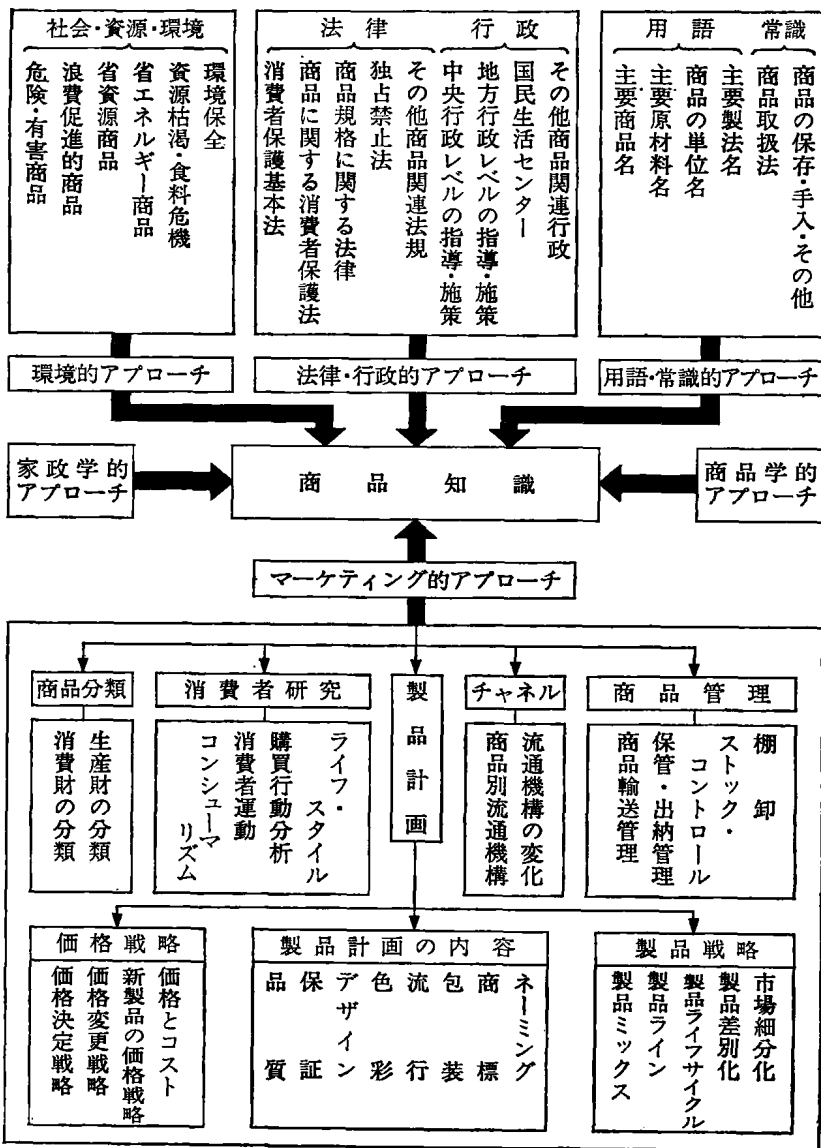 社会・資源・環境
環境保全
資源枯渇・食料危機
省エネルギー商品
省資源商品
浪費促進的商品
危険・有害商品
法律
行政
その他商品関連行政
国民生活センター
地方行政レベルの指導・施策
中央行政レベルの指導・施策
その他商品関連法規
独占禁止法
商品規格に関する法律
商品に関する消費者保護法
消費者保護基本法
用語
常識
商品の保存・手入・その他
商品取扱法
主要製法名
商品の単位名
主要原材料名
主要商品名
環境的アプローチ
法律・行政的アプローチ
用語・常識的アプローチ
家政学的
アプローチ
商品知識
商品学的
アプローチ
マーケティング的アプローチ
商品分類
生産財の分類
消費財の分類
消費者研究
ライフ・
スタイル
購買行動分析
消費者運動
コンシューマ
リズム
製品計画
チャネル
流通機構の変化
商品別流通機構
商品管理
棚卸
ストック・
コントロール
保管・出納管理
商品輸送管理
価格戦略
価格とコスト
新製品の価格戦略
価格変更戦略
価格決定戦略
製品計画の内容
ネーミング
商標
包装
流行
色彩
デザイン
保証
品質
製品戦略
市場細分化
製品差別化
製品ライフサイクル
製品ライン
製品ミックス